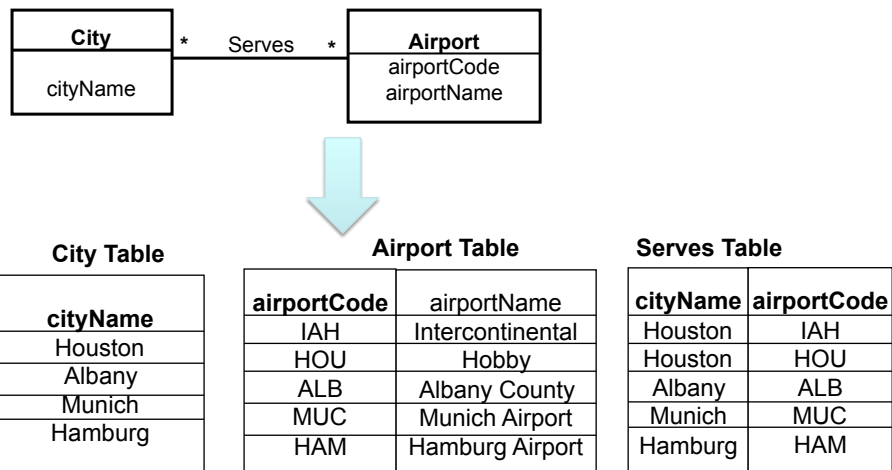 City * Serves * Airport
cityName
airportCode
airportName
City Table
Airport Table
Serves Table
cityName
Houston
Albany
Munich
Hamburg
airportCode airportName
IAH Intercontinental
HOU Hobby
ALB Albany County
MUC Munich Airport
HAM Hamburg Airport
cityName airportCode
Houston IAH
Houston HOU
Albany ALB
Munich MUC
Hamburg HAM